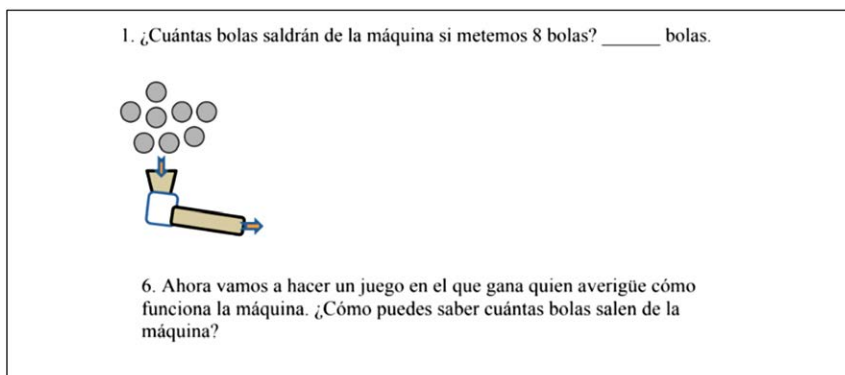 1. ¿Cuántas bolas saldrán de la máquina si metemos 8 bolas? ______ bolas.
6. Ahora vamos a hacer un juego en el que gana quien averigüe cómo
funciona la máquina. ¿Cómo puedes saber cuántas bolas salen de la
máquina?